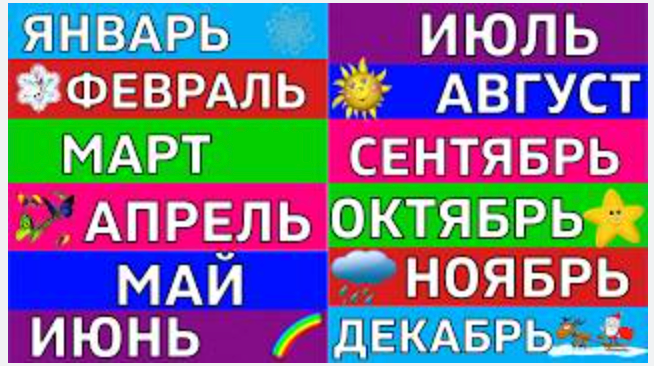 ЯНВАРЬ
ФЕВРАЛЬ
МАРТ
АПРЕЛЬ
МАЙ
ИЮНЬ
ИЮЛЬ
АВГУСТ
СЕНТЯБРЬ
ОКТЯБРЬ
НОЯБРЬ
ДЕКАБРЬ